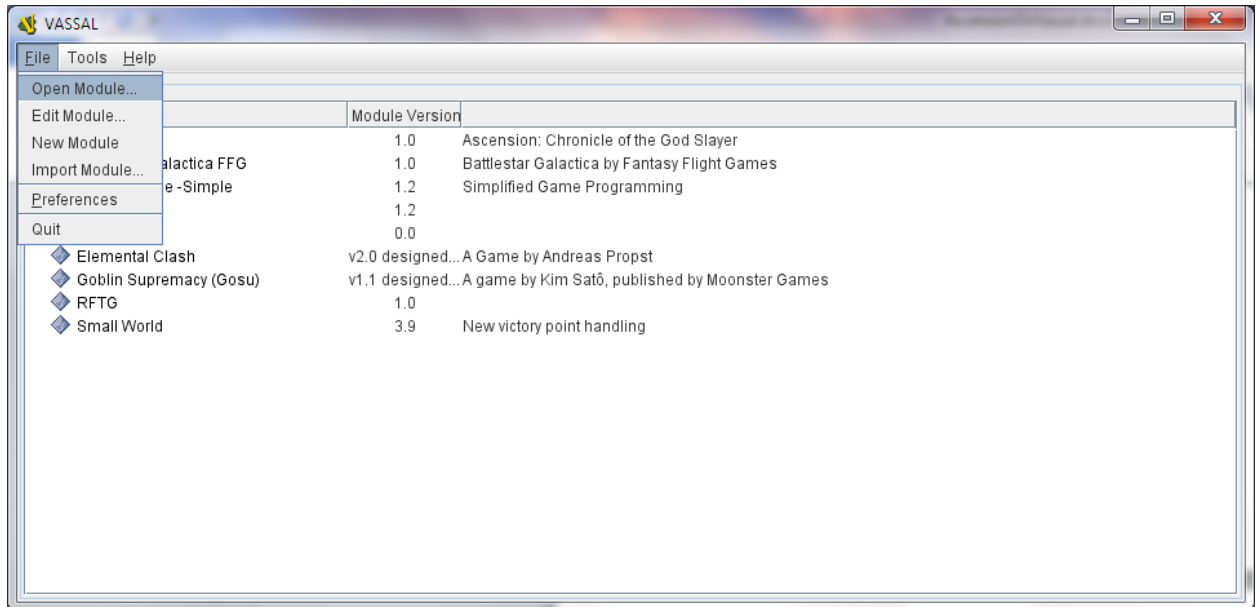 VASSAL
File Tools Help
Open Module...
Edit Module...
New Module
Import Module...
Preferences
Quit
Module Version
1.0 Ascension: Chronicle of the God Slayer
alactica FFG 1.0 Battlestar Galactica by Fantasy Flight Games
e -Simple 1.2 Simplified Game Programming
1.2
0.0
Elemental Clash v2.0 designed... A Game by Andreas Propst
Goblin Supremacy (Gosu) v1.1 designed... A game by Kim Satô, published by Moonster Games
RFTG 1.0
Small World 3.9 New victory point handling